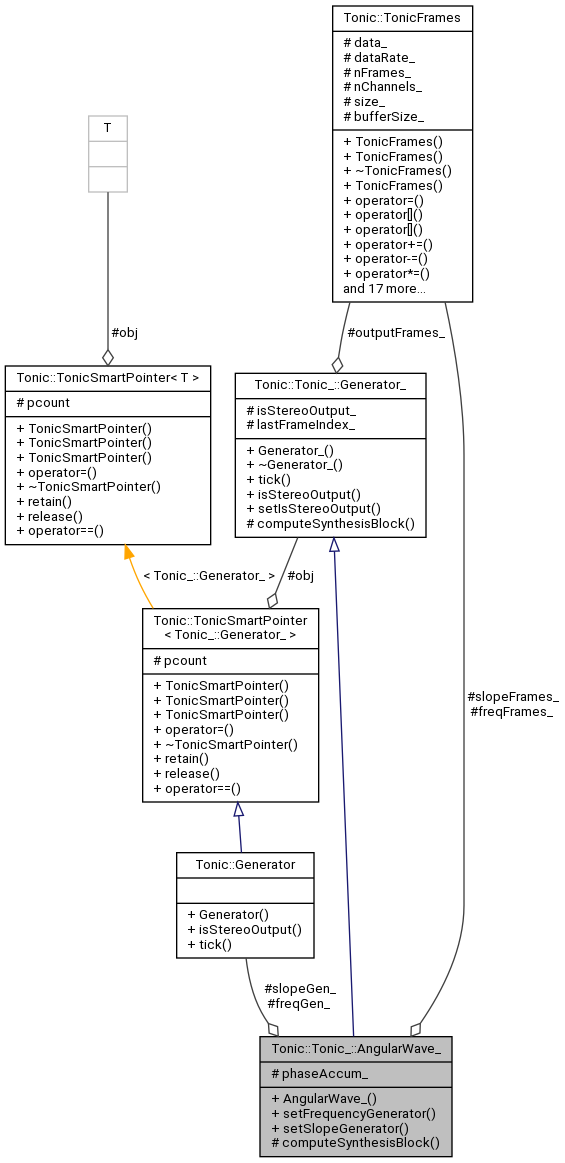 Tonic::TonicFrames
# data_
# dataRate_
# nFrames_
# nChannels_
# size_
# bufferSize_
+ TonicFrames()
+ TonicFrames()
+ ~TonicFrames()
+ TonicFrames()
+ operator=()
+ operator[]()
+ operator[]()
+ operator+=()
+ operator-=()
+ operator*=()
and 17 more...
T
#obj
#outputFrames_
Tonic::TonicSmartPointer< T >
# pcount
+ TonicSmartPointer()
+ TonicSmartPointer()
+ TonicSmartPointer()
+ operator=()
+ ~TonicSmartPointer()
+ retain()
+ release()
+ operator==()
Tonic::Tonic_::Generator_
# isStereoOutput_
# lastFrameIndex_
+ Generator_()
+ ~Generator_()
+ tick()
+ isStereoOutput()
+ setIsStereoOutput()
# computeSynthesisBlock()
< Tonic_::Generator_ >
#obj
Tonic::TonicSmartPointer
< Tonic_::Generator_ >
# pcount
+ TonicSmartPointer()
+ TonicSmartPointer()
+ TonicSmartPointer()
+ operator=()
+ ~TonicSmartPointer()
+ retain()
+ release()
+ operator==()
#slopeFrames_
#freqFrames_
Tonic::Generator
+ Generator()
+ isStereoOutput()
+ tick()
#slopeGen_
#freqGen_
Tonic::Tonic_::AngularWave_
# phaseAccum_
+ AngularWave_()
+ setFrequencyGenerator()
+ setSlopeGenerator()
# computeSynthesisBlock()